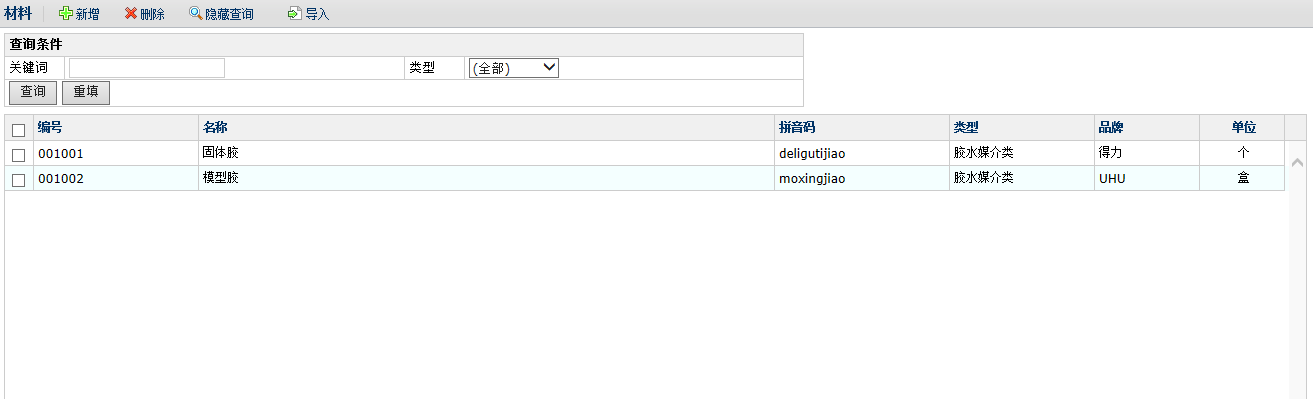 材料 新增 删除 隐藏查询 导入
查询条件
关键词 类型 (全部)
查询 重填
编号 名称 拼音码 类型 品牌 单位
001001 固体胶 deligutijiao 胶水媒介类 得力 个
001002 模型胶 moxingjiao 胶水媒介类 UHU 盒